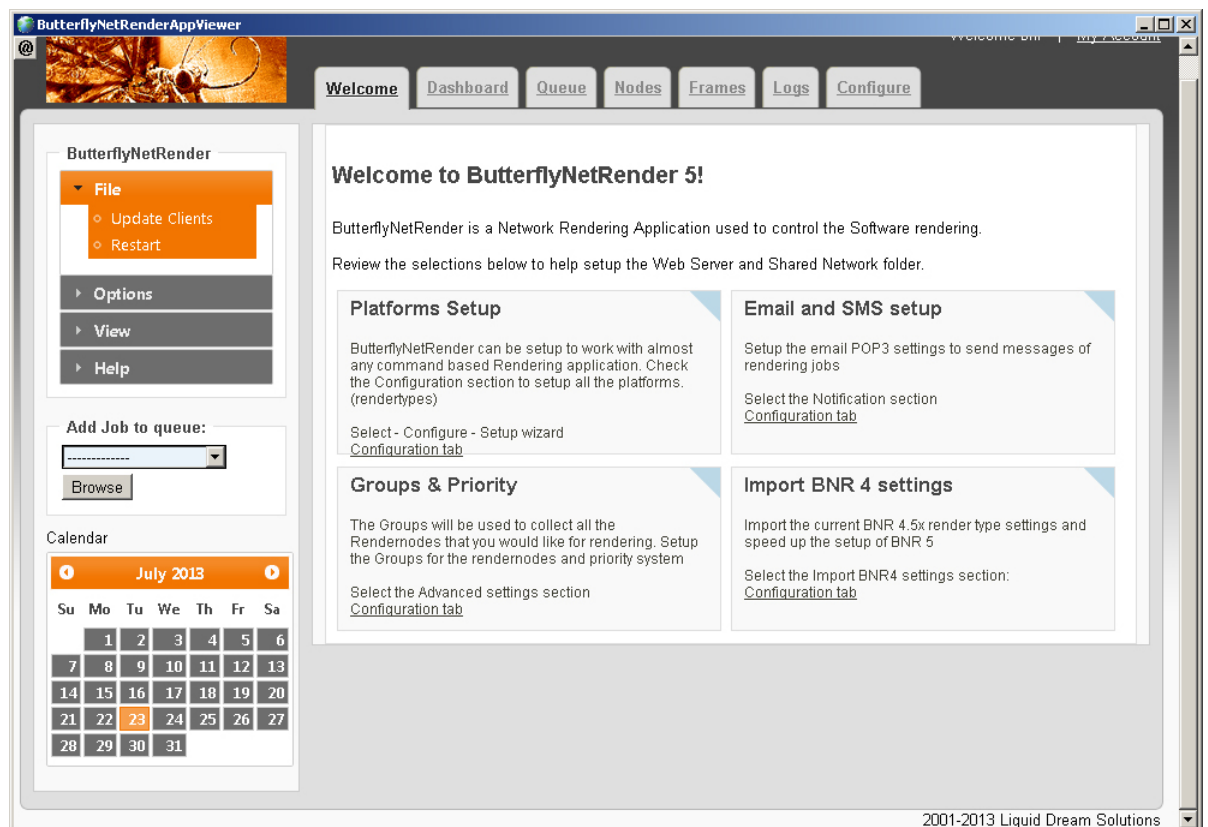 ButterflyNetRenderAppViewer
@
My Account
Welcome
Dashboard
Queue
Nodes
Frames
Logs
Configure
ButterflyNetRender
File
Update Clients
Restart
Options
View
Help
Add Job to queue:
-------------
Browse
Calendar
July 2013
Su Mo Tu We Th Fr Sa
1 2 3 4 5 6
7 8 9 10 11 12 13
14 15 16 17 18 19 20
21 22 23 24 25 26 27
28 29 30 31
Welcome to ButterflyNetRender 5!
ButterflyNetRender is a Network Rendering Application used to control the Software rendering.
Review the selections below to help setup the Web Server and Shared Network folder.
Platforms Setup
ButterflyNetRender can be setup to work with almost
any command based Rendering application. Check
the Configuration section to setup all the platforms.
(rendertypes)
Select - Configure - Setup wizard
Configuration tab
Email and SMS setup
Setup the email POP3 settings to send messages of
rendering jobs
Select the Notification section
Configuration tab
Groups & Priority
The Groups will be used to collect all the
Rendernodes that you would like for rendering. Setup
the Groups for the rendernodes and priority system
Select the Advanced settings section
Configuration tab
Import BNR 4 settings
Import the current BNR 4.5x render type settings and
speed up the setup of BNR 5
Select the Import BNR4 settings section:
Configuration tab
2001-2013 Liquid Dream Solutions